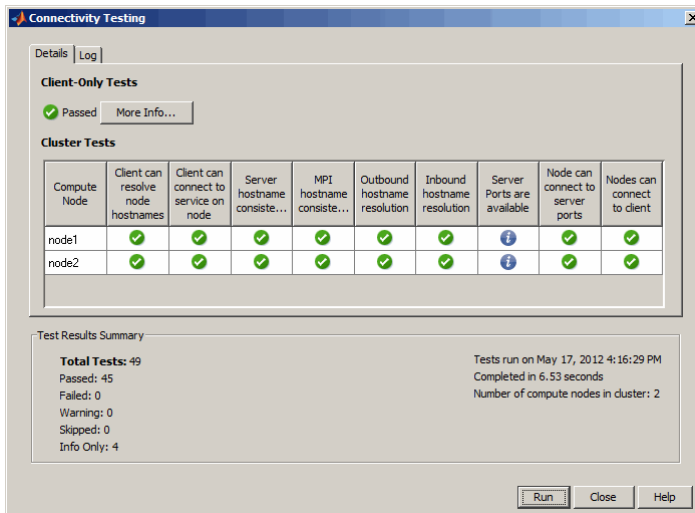 Connectivity Testing
Details Log
Client-Only Tests
Passed More Info...
Cluster Tests
Compute Node
Client can resolve node hostnames
Client can connect to service on node
Server hostname consiste...
MPI hostname consiste...
Outbound hostname resolution
Inbound hostname resolution
Server Ports are available
Node can connect to server ports
Nodes can connect to client
node1
node2
Test Results Summary
Total Tests: 49
Passed: 45
Failed: 0
Warning: 0
Skipped: 0
Info Only: 4
Tests run on May 17, 2012 4:16:29 PM
Completed in 6.53 seconds
Number of compute nodes in cluster: 2
Run Close Help